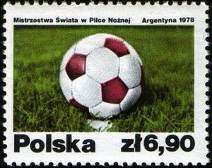 Mistrzostwa Świata w Piłce Nożnej Argentyna 1978
Polska zł6,90